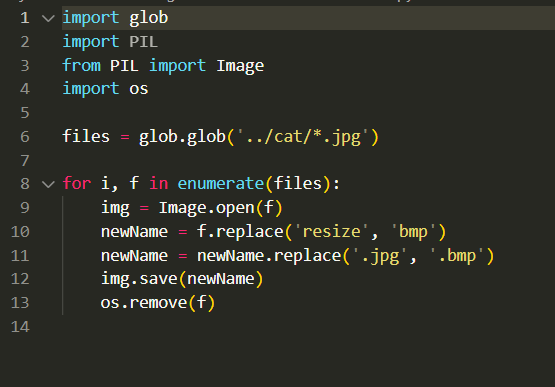 1 import glob
2 import PIL
3 from PIL import Image
4 import os
5
6 files = glob.glob('../cat/*.jpg')
7
8 for i, f in enumerate(files):
9     img = Image.open(f)
10     newName = f.replace('resize', 'bmp')
11     newName = newName.replace('.jpg', '.bmp')
12     img.save(newName)
13     os.remove(f)
14